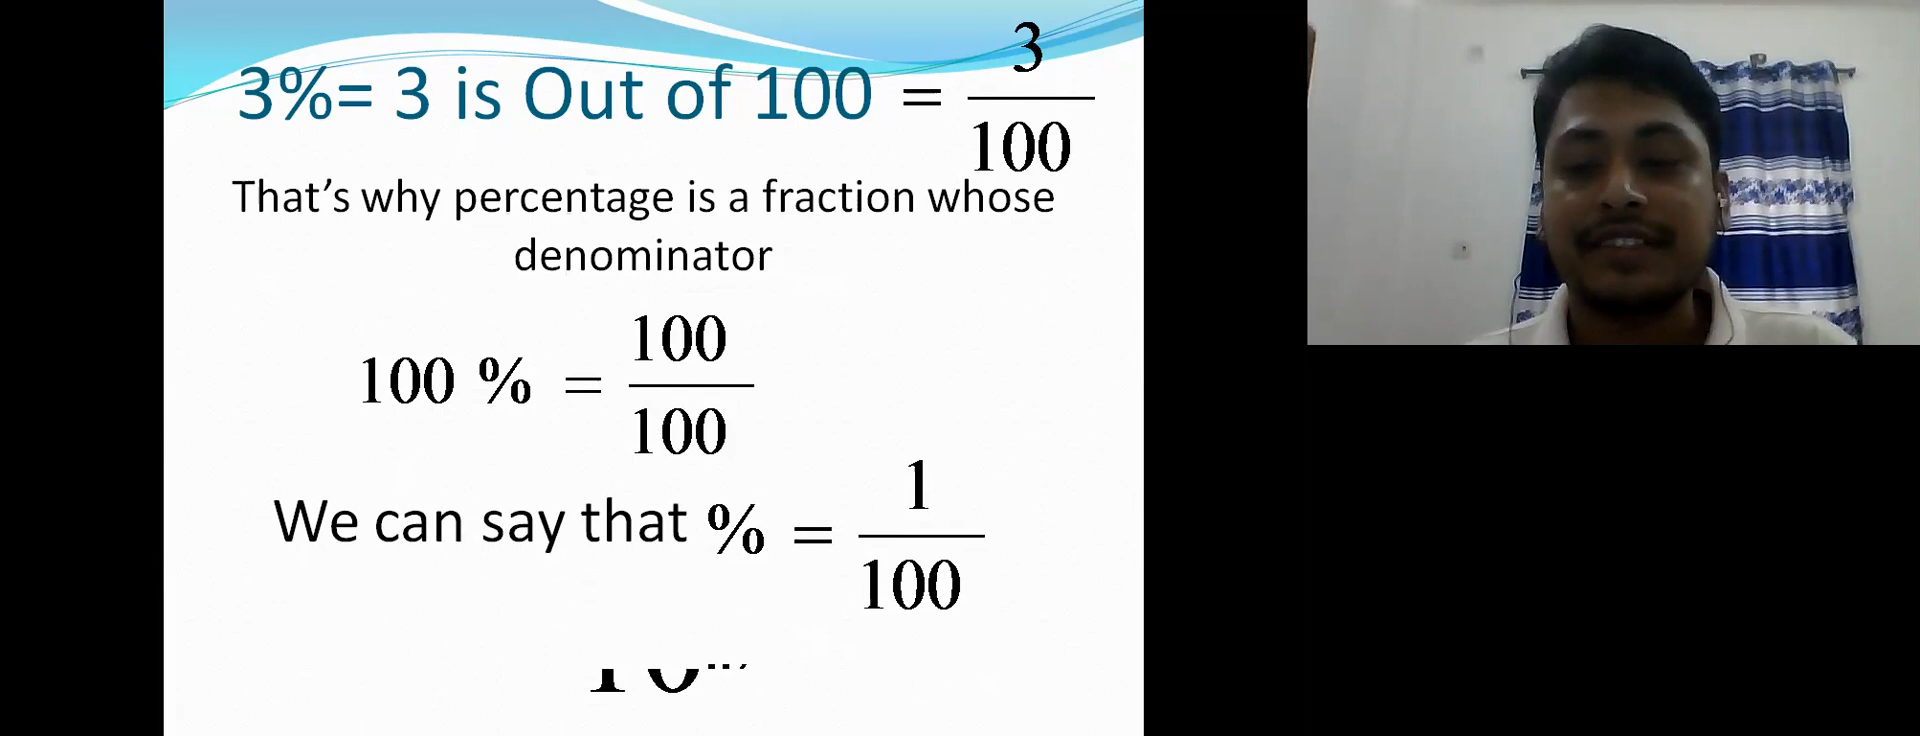 3%= 3 is Out of 100 = 3/100
That's why percentage is a fraction whose
denominator
100 % = 100/100
We can say that % = 1/100